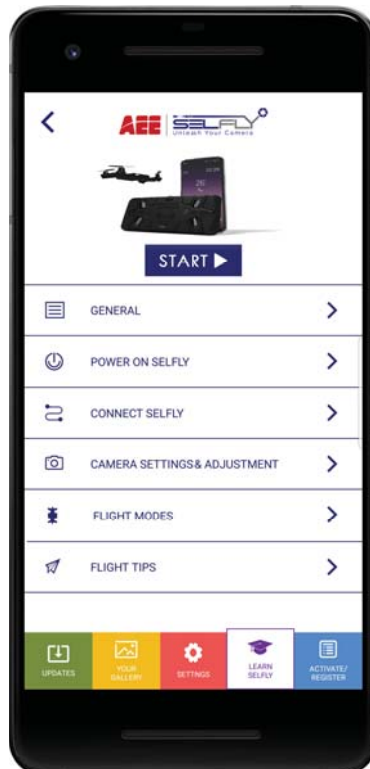 AEE SELFLY
Unleash Your Camera
START
GENERAL
POWER ON SELFLY
CONNECT SELFLY
CAMERA SETTINGS& ADJUSTMENT
FLIGHT MODES
FLIGHT TIPS
UPDATES
YOUR
GALLERY
SETTNGS
LEARN
SELFLY
ACTIVATE/
REGISTER